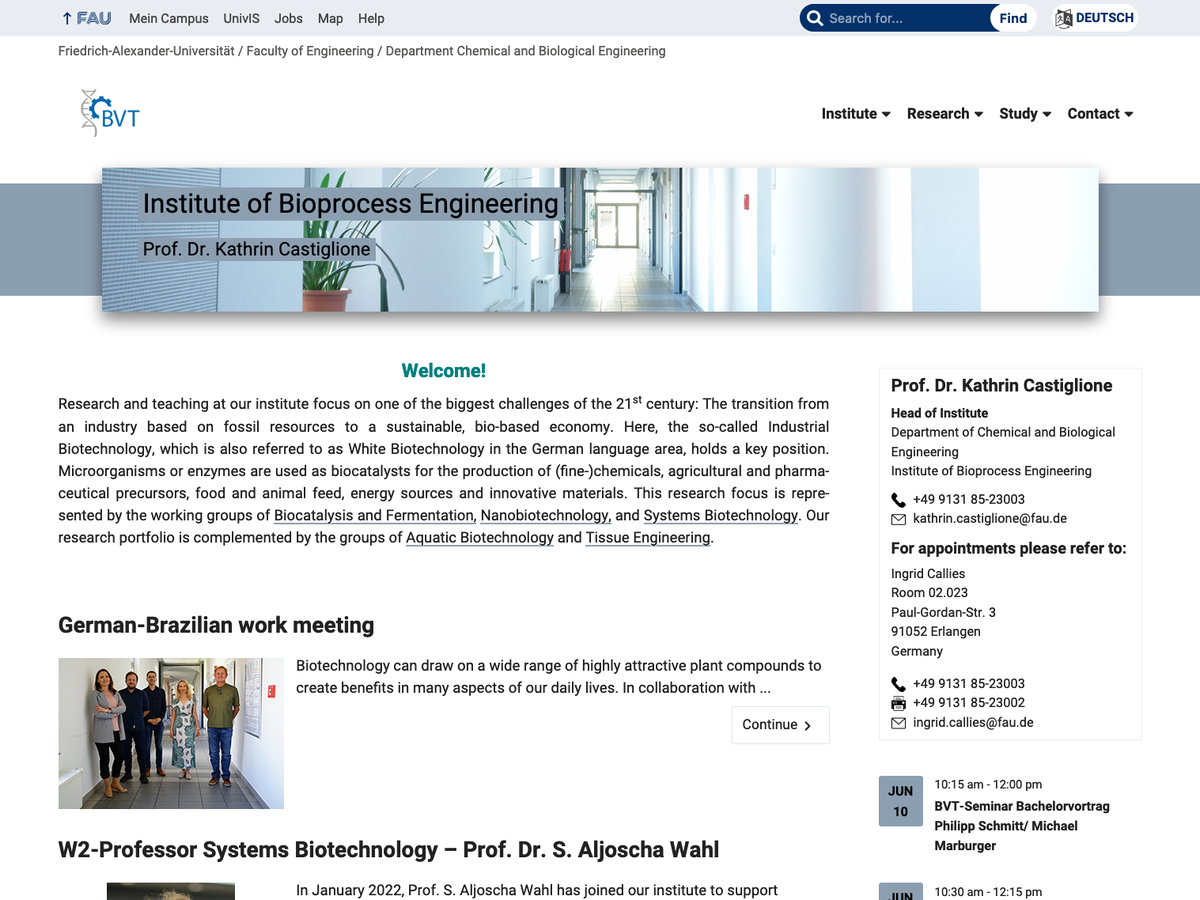 FAU Mein Campus UnivIS Jobs Map Help
Search for... Find DEUTSCH
Friedrich-Alexander-Universität / Faculty of Engineering / Department Chemical and Biological Engineering
BVT
Institute Research Study Contact
Institute of Bioprocess Engineering
Prof. Dr. Kathrin Castiglione
Welcome!
Research and teaching at our institute focus on one of the biggest challenges of the 21st century: The transition from
an industry based on fossil resources to a sustainable, bio-based economy. Here, the so-called Industrial
Biotechnology, which is also referred to as White Biotechnology in the German language area, holds a key position.
Microorganisms or enzymes are used as biocatalysts for the production of (fine-)chemicals, agricultural and pharma-
ceutical precursors, food and animal feed, energy sources and innovative materials. This research focus is repre-
sented by the working groups of Biocatalysis and Fermentation, Nanobiotechnology, and Systems Biotechnology. Our
research portfolio is complemented by the groups of Aquatic Biotechnology and Tissue Engineering.
German-Brazilian work meeting
Biotechnology can draw on a wide range of highly attractive plant compounds to
create benefits in many aspects of our daily lives. In collaboration with ...
Continue
W2-Professor Systems Biotechnology – Prof. Dr. S. Aljoscha Wahl
In January 2022, Prof. S. Aljoscha Wahl has joined our institute to support
Prof. Dr. Kathrin Castiglione
Head of Institute
Department of Chemical and Biological
Engineering
Institute of Bioprocess Engineering
+49 9131 85-23003
kathrin.castiglione@fau.de
For appointments please refer to:
Ingrid Callies
Room 02.023
Paul-Gordan-Str. 3
91052 Erlangen
Germany
+49 9131 85-23003
+49 9131 85-23002
ingrid.callies@fau.de
JUN
10
10:15 am - 12:00 pm
BVT-Seminar Bachelorvortrag
Philipp Schmitt/ Michael
Marburger
JUN
10:30 am - 12:15 pm